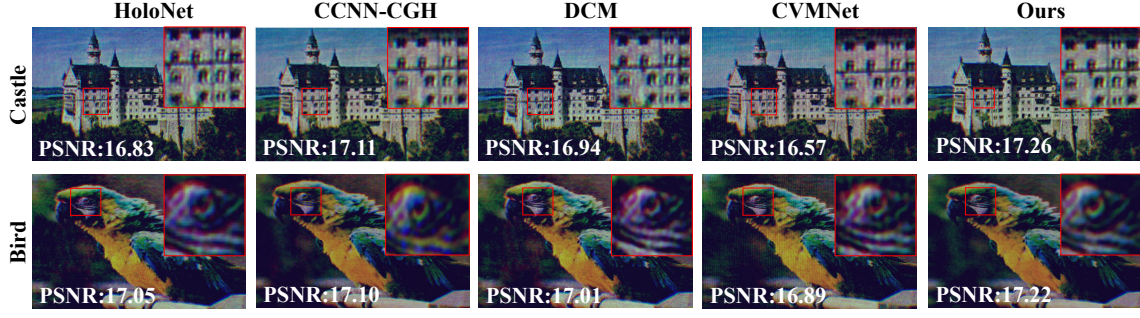 HoloNet CCNN-CGH DCM CVMNet Ours
Castle
PSNR:16.83 PSNR:17.11 PSNR:16.94 PSNR:16.57 PSNR:17.26
Bird
PSNR:17.05 PSNR:17.10 PSNR:17.01 PSNR:16.89 PSNR:17.22